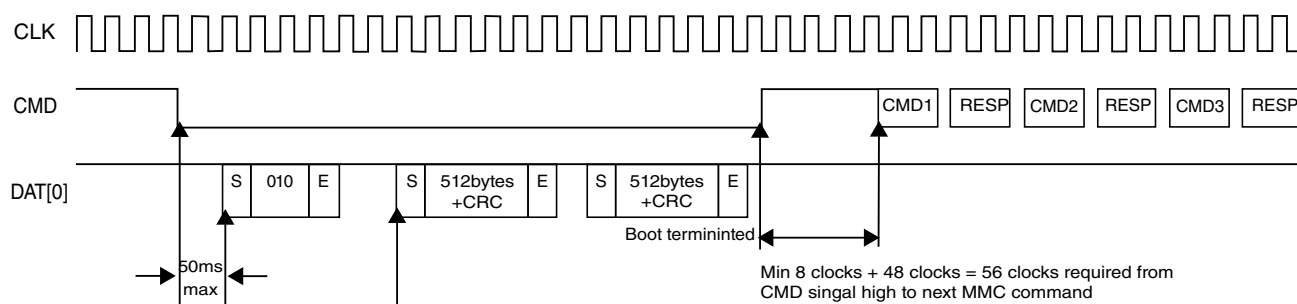 CLK
CMD
CMD1 RESP CMD2 RESP CMD3 RESP
DAT[0]
S 010 E S 512bytes +CRC E S 512bytes +CRC E
Boot termininted
50ms
max
Min 8 clocks + 48 clocks = 56 clocks required from
CMD singal high to next MMC command